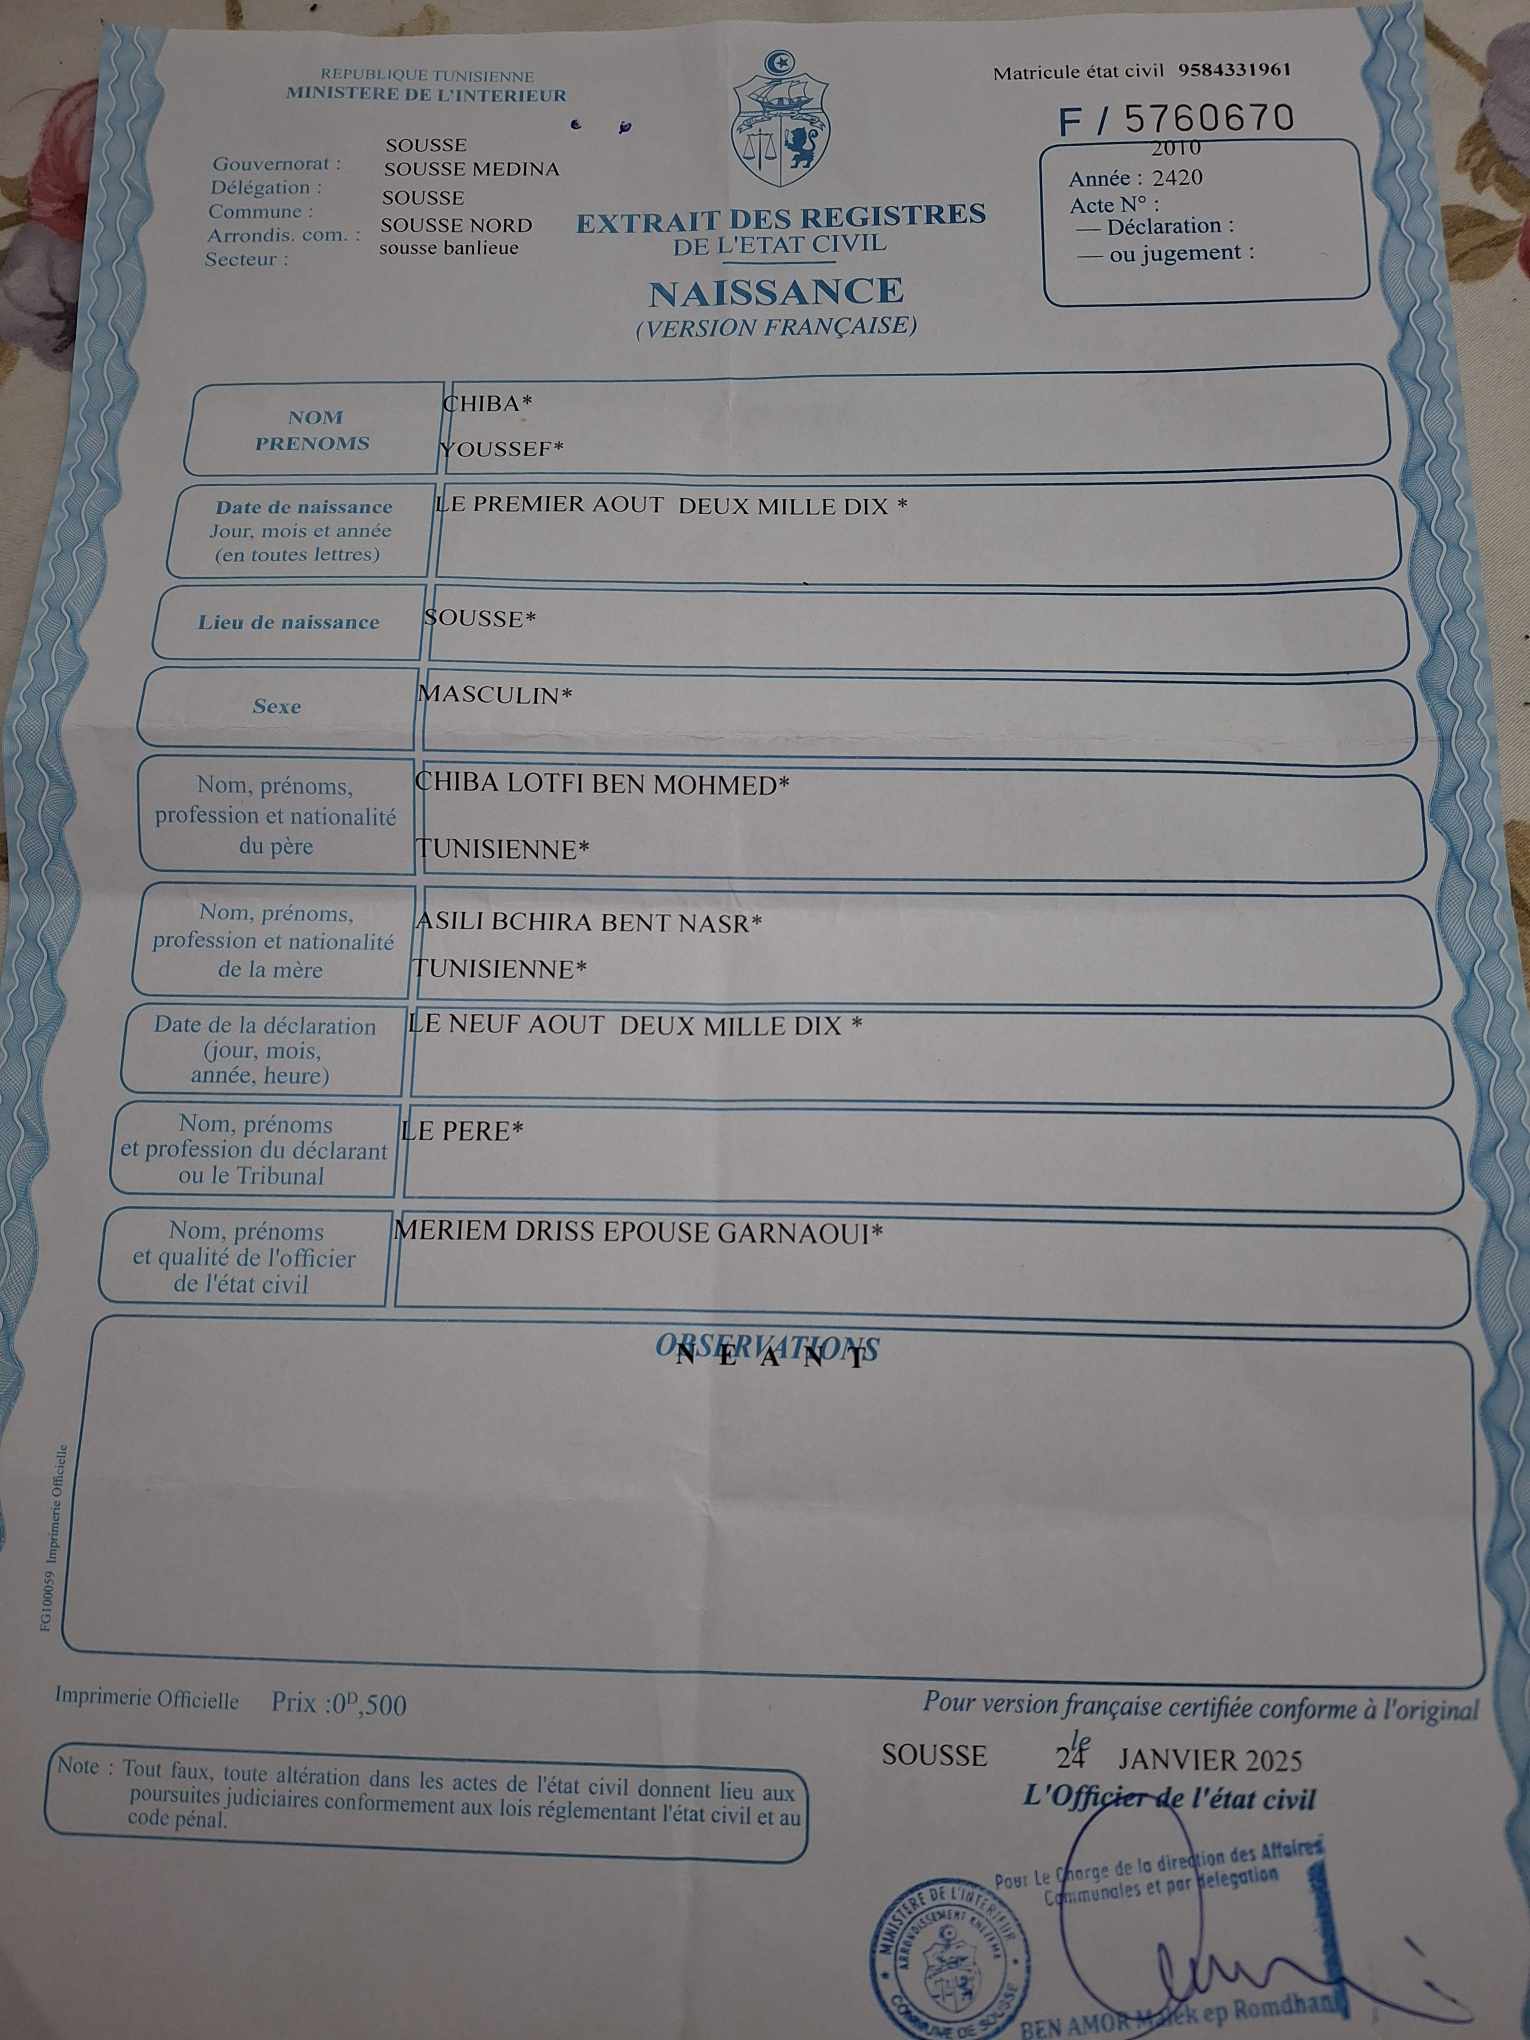 REPUBLIQUE TUNISIENNE
MINISTERE DE L'INTERIEUR
Matricule état civil 9584331961
F / 5760670
Gouvernorat : SOUSSE
Délégation : SOUSSE MEDINA
Commune : SOUSSE
Arrondis. com. : SOUSSE NORD
Secteur : sousse banlieue
EXTRAIT DES REGISTRES
DE L'ETAT CIVIL
NAISSANCE
(VERSION FRANÇAISE)
2010
Année : 2420
Acte N° :
— Déclaration :
— ou jugement :
NOM
PRENOMS
CHIBA*
YOUSSEF*
Date de naissance
Jour, mois et année
(en toutes lettres)
LE PREMIER AOUT DEUX MILLE DIX *
Lieu de naissance
SOUSSE*
Sexe
MASCULIN*
Nom, prénoms,
profession et nationalité
du père
CHIBA LOTFI BEN MOHMED*
TUNISIENNE*
Nom, prénoms,
profession et nationalité
de la mère
ASILI BCHIRA BENT NASR*
TUNISIENNE*
Date de la déclaration
(jour, mois,
année, heure)
LE NEUF AOUT DEUX MILLE DIX *
Nom, prénoms
et profession du déclarant
ou le Tribunal
LE PERE*
Nom, prénoms
et qualité de l'officier
de l'état civil
MERIEM DRISS EPOUSE GARNAOUI*
OBSERVATIONS
N E A N T
FG100059 Imprimerie Officielle
Imprimerie Officielle Prix :0D,500
Pour version française certifiée conforme à l'original
SOUSSE le 24 JANVIER 2025
L'Officier de l'état civil
Note : Tout faux, toute altération dans les actes de l'état civil donnent lieu aux
poursuites judiciaires conformement aux lois réglementant l'état civil et au
code pénal.
Pour Le Charge de la direction des Affaires
Communales et par délegation
MINISTERE DE L'INTERIEUR
ARRONDISSEMENT KHEZEMA
COMMUNE DE SOUSSE
BEN AMOR Malek ep Romdhan